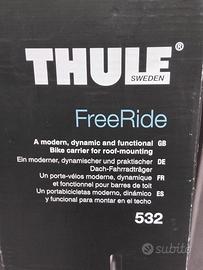 THULE®
SWEDEN
FreeRide
A modern, dynamic and functional GB
Bike carrier for roof-mounting
Ein moderner, dynamischer und praktischer DE
Dach-Fahrradträger
Un porte-vélos moderne, dynamique FR
et fonctionnel pour barres de toit
Un portabicicletas moderno, dinámico ES
y funcional para montar en el techo
532
subito